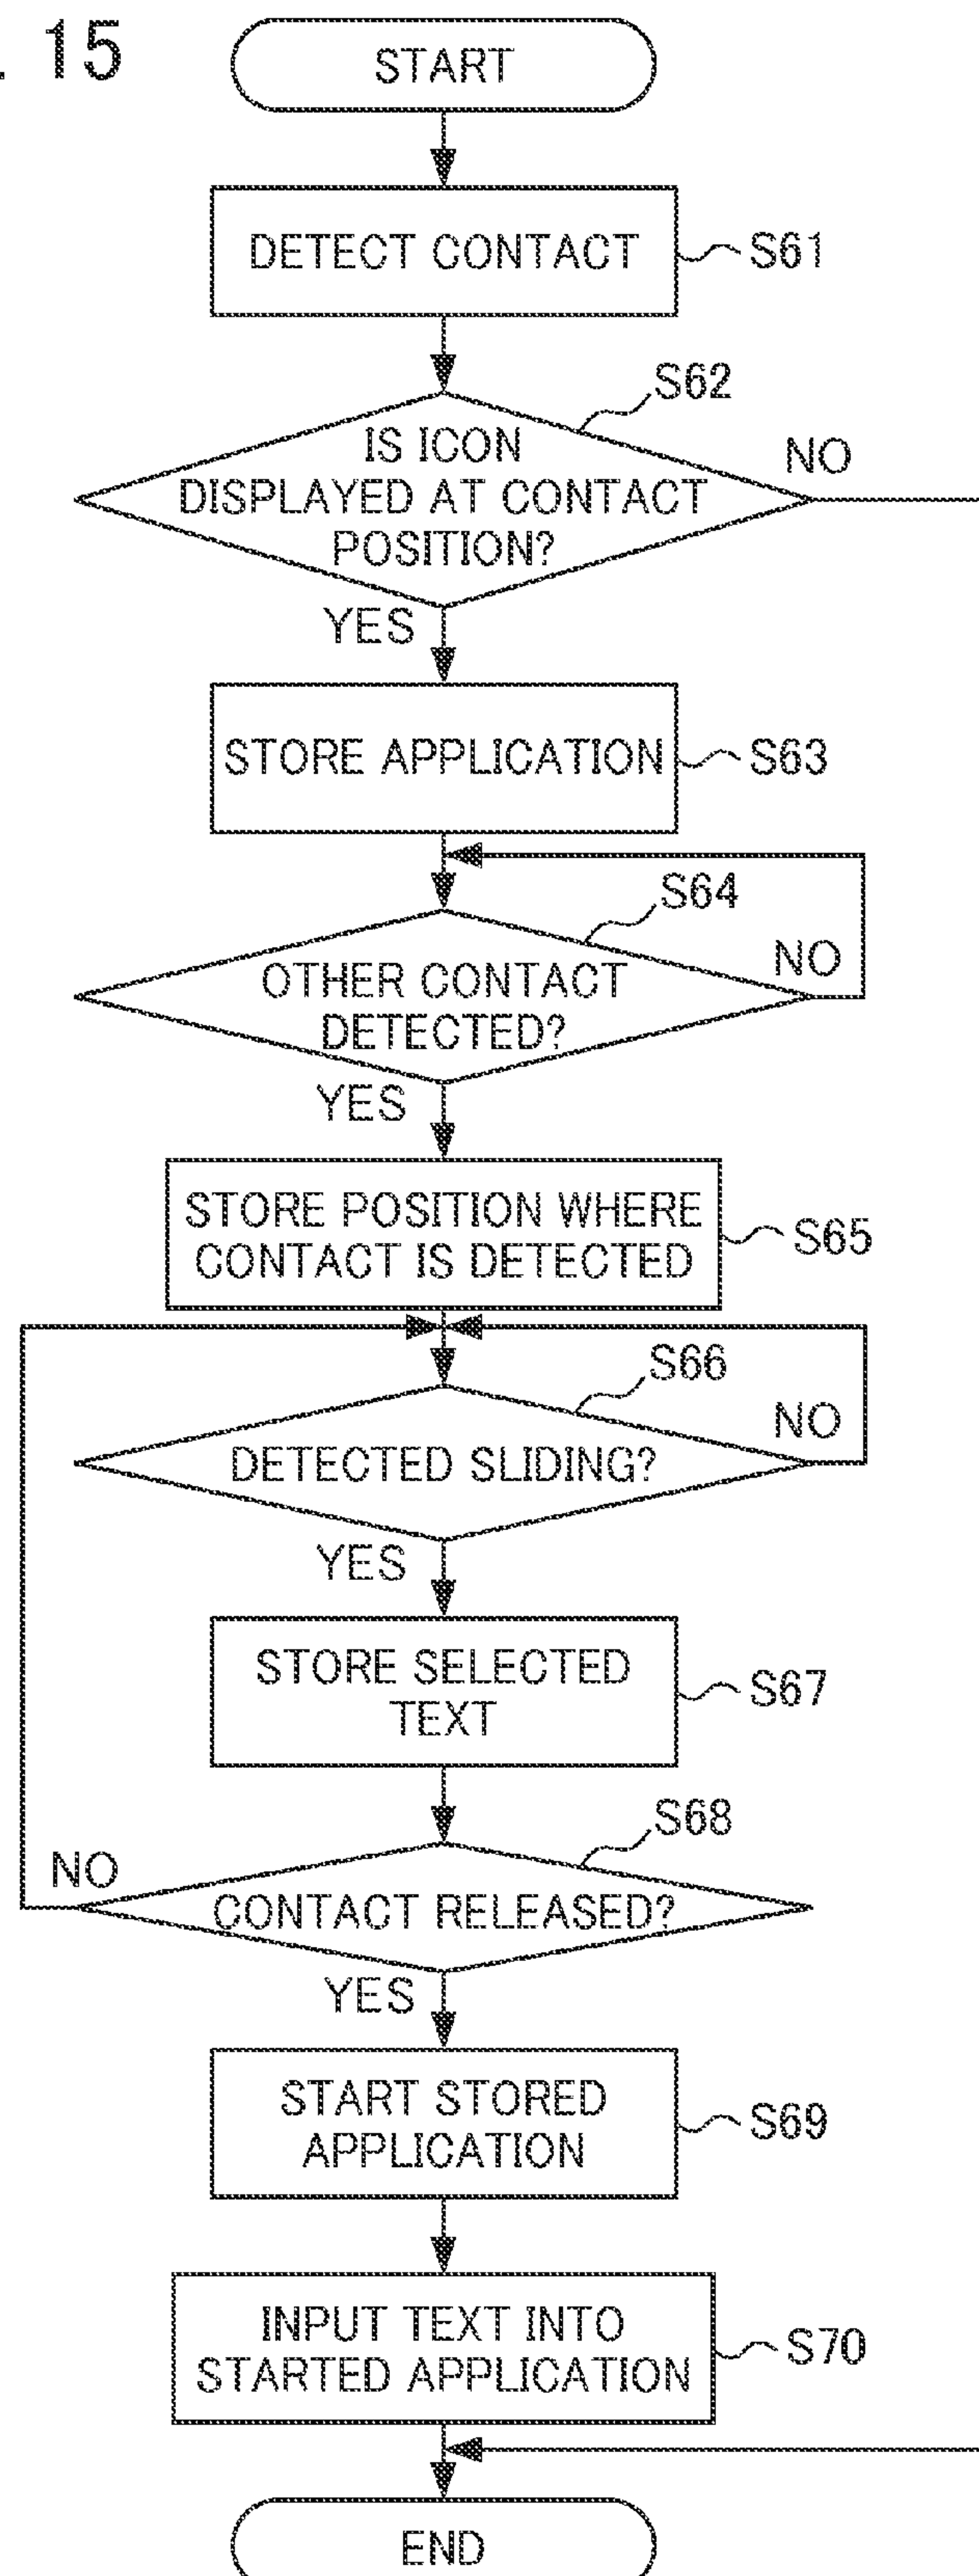 . 15
START
DETECT CONTACT
S61
S62
IS ICON
DISPLAYED AT CONTACT
POSITION?
NO
YES
STORE APPLICATION
S63
S64
OTHER CONTACT
DETECTED?
NO
YES
STORE POSITION WHERE
CONTACT IS DETECTED
S65
S66
DETECTED SLIDING?
NO
YES
STORE SELECTED
TEXT
S67
S68
NO
CONTACT RELEASED?
YES
START STORED
APPLICATION
S69
INPUT TEXT INTO
STARTED APPLICATION
S70
END